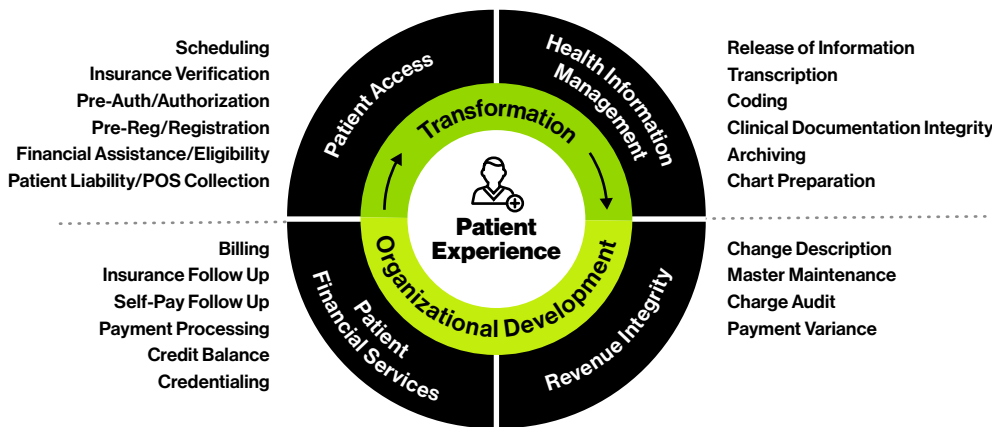 Scheduling
Insurance Verification
Pre-Auth/Authorization
Pre-Reg/Registration
Financial Assistance/Eligibility
Patient Liability/POS Collection
Patient Access
Health Information
Management
Release of Information
Transcription
Coding
Clinical Documentation Integrity
Archiving
Chart Preparation
Transformation
Patient
Experience
Organizational Development
Billing
Insurance Follow Up
Self-Pay Follow Up
Payment Processing
Credit Balance
Credentialing
Patient
Financial Services
Revenue Integrity
Change Description
Master Maintenance
Charge Audit
Payment Variance